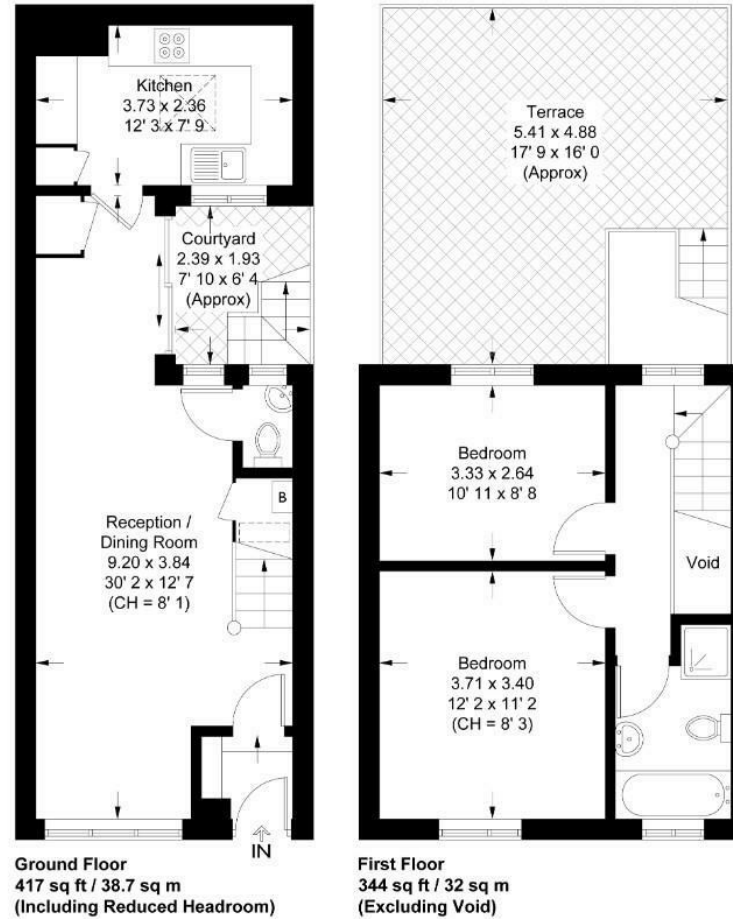 Kitchen
3.73 x 2.36
12' 3 x 7' 9
Courtyard
2.39 x 1.93
7' 10 x 6' 4
(Approx)
B
Reception /
Dining Room
9.20 x 3.84
30' 2 x 12' 7
(CH = 8' 1)
IN
Ground Floor
417 sq ft / 38.7 sq m
(Including Reduced Headroom)
Terrace
5.41 x 4.88
17' 9 x 16' 0
(Approx)
Bedroom
3.33 x 2.64
10' 11 x 8' 8
Void
Bedroom
3.71 x 3.40
12' 2 x 11' 2
(CH = 8' 3)
First Floor
344 sq ft / 32 sq m
(Excluding Void)